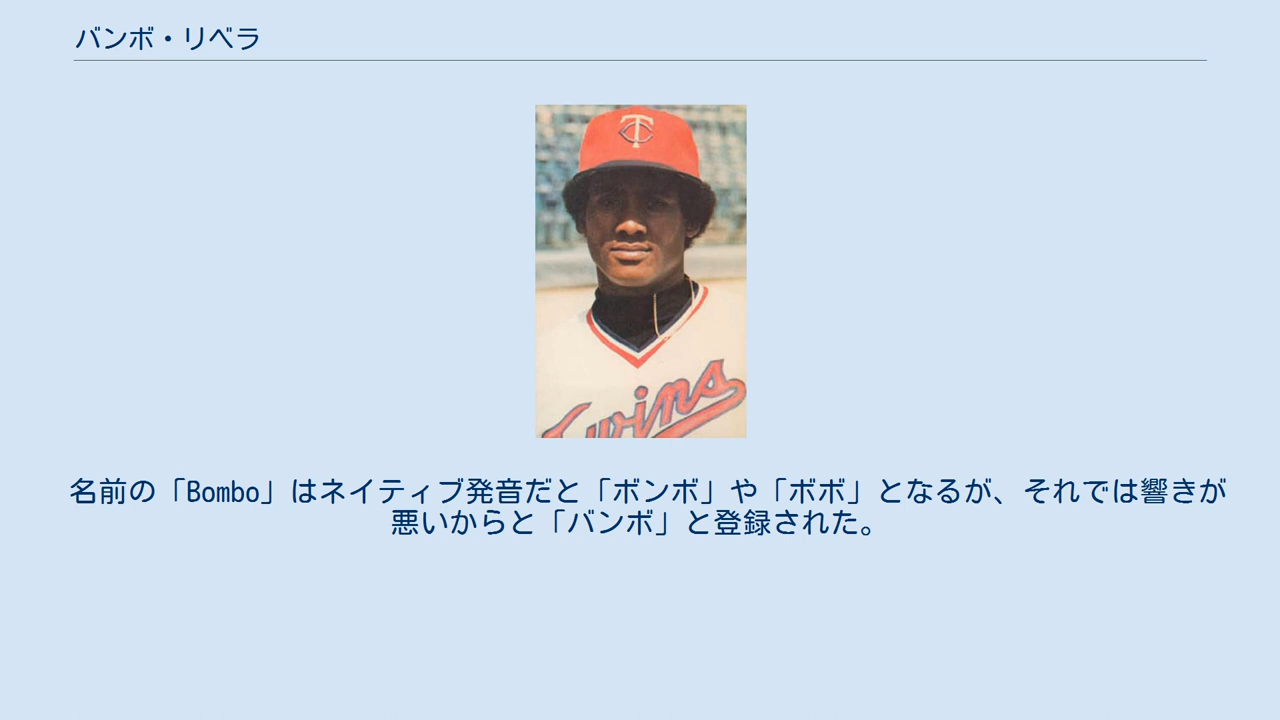 バンボ・リベラ
TC
Twins
名前の「Bombo」はネイティブ発音だと「ボンボ」や「ボボ」となるが、それでは響きが
悪いからと「バンボ」と登録された。